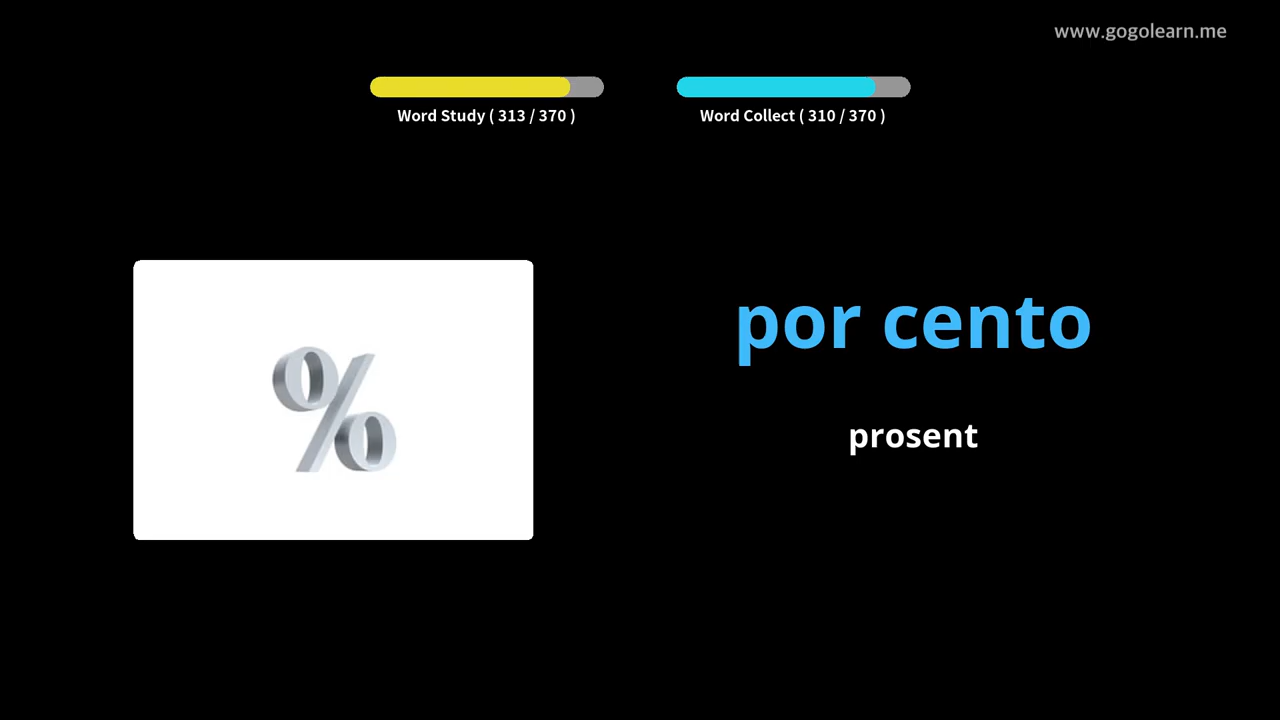 www.gogolearn.me
Word Study ( 313 / 370 )
Word Collect ( 310 / 370 )
%
por cento
prosent